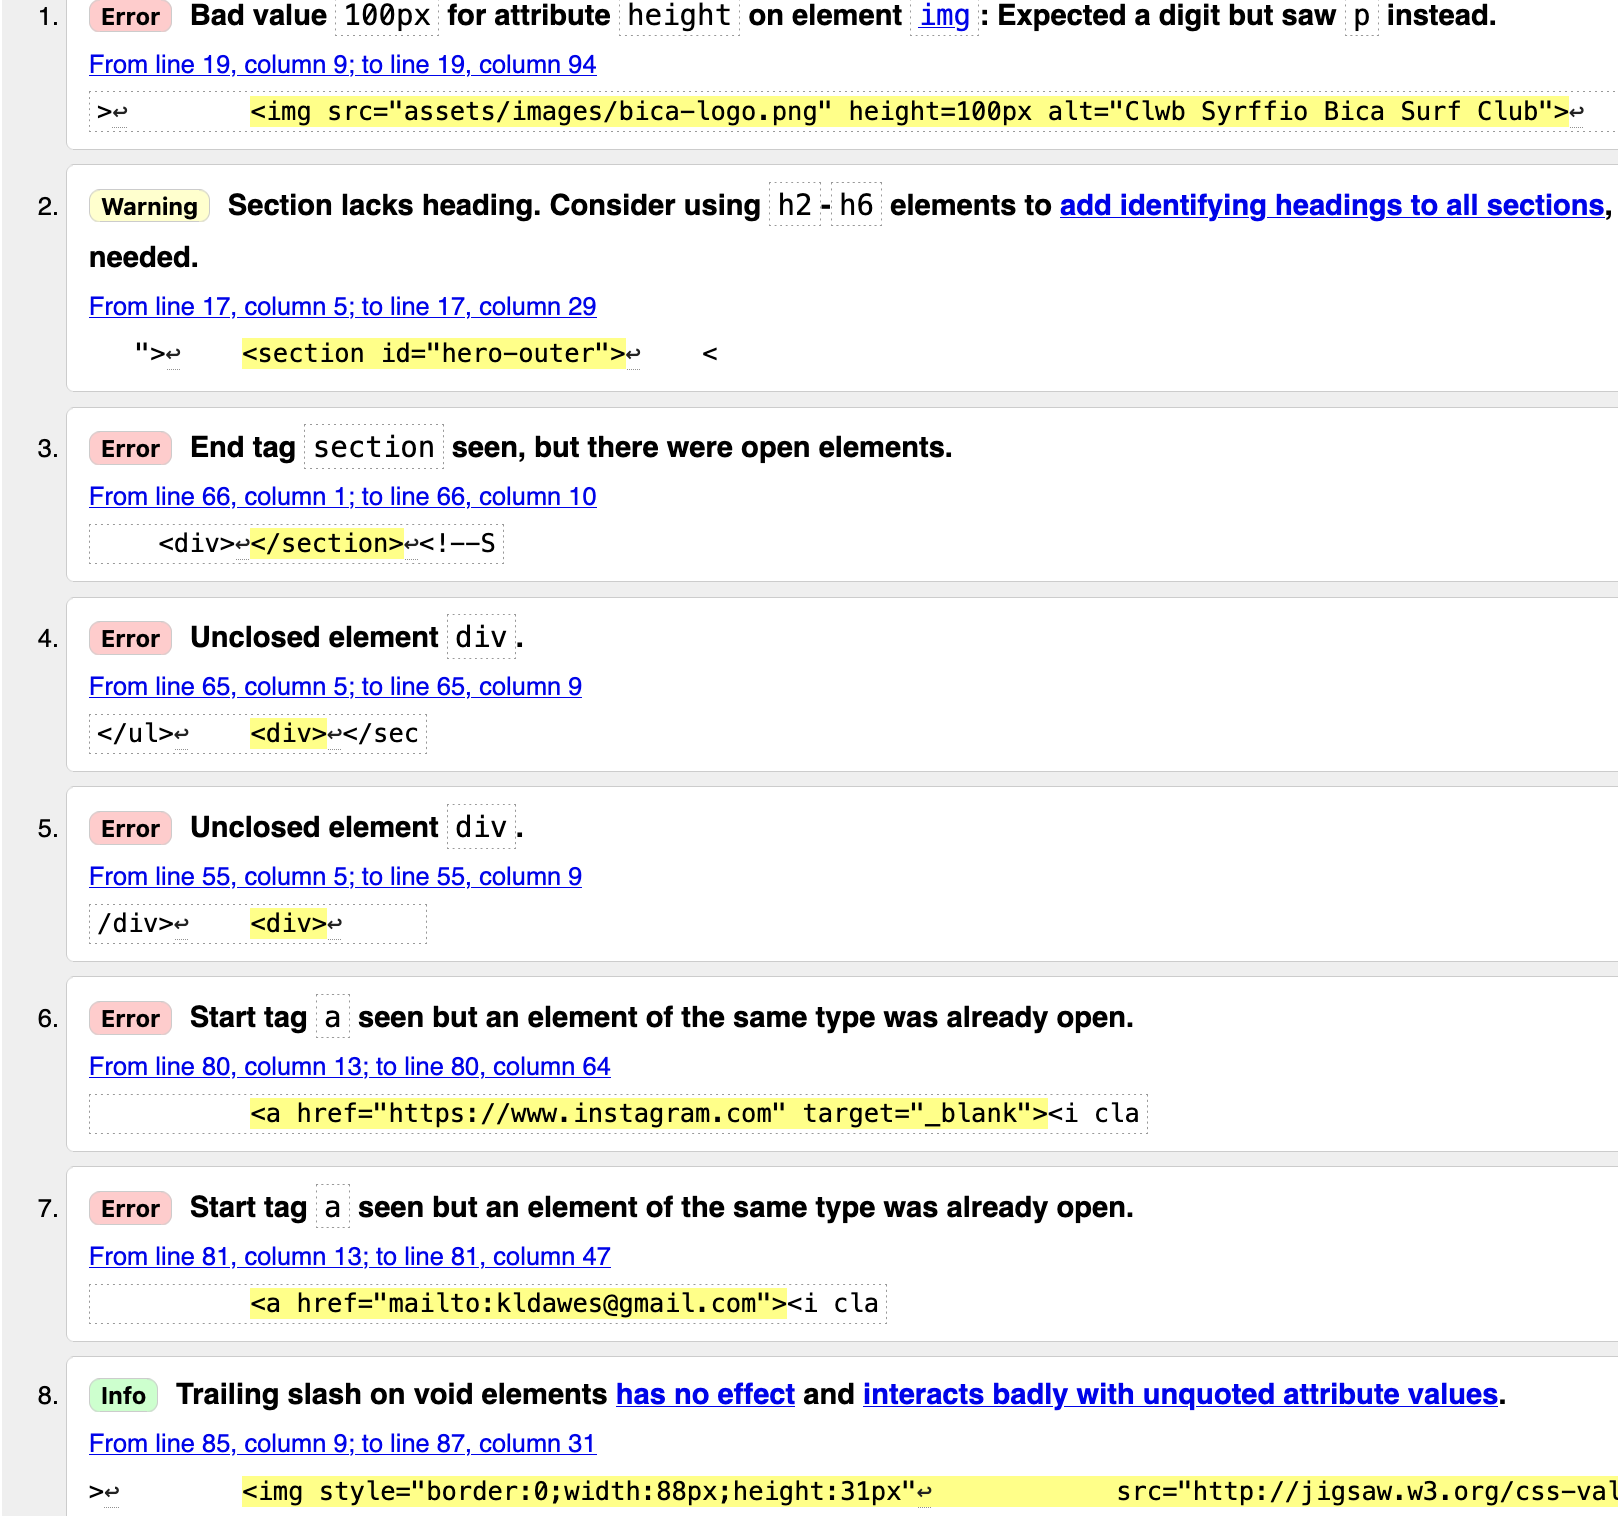 1. Error Bad value 100px for attribute height on element img : Expected a digit but saw p instead.
From line 19, column 9; to line 19, column 94
>↩        <img src="assets/images/bica-logo.png" height=100px alt="Clwb Syrffio Bica Surf Club">↩
2. Warning Section lacks heading. Consider using h2 - h6 elements to add identifying headings to all sections,
needed.
From line 17, column 5; to line 17, column 29
">↩    <section id="hero-outer">↩    <
3. Error End tag section seen, but there were open elements.
From line 66, column 1; to line 66, column 10
<div>↩</section>↩<!--S
4. Error Unclosed element div .
From line 65, column 5; to line 65, column 9
</ul>↩    <div>↩</sec
5. Error Unclosed element div .
From line 55, column 5; to line 55, column 9
/div>↩    <div>↩
6. Error Start tag a seen but an element of the same type was already open.
From line 80, column 13; to line 80, column 64
<a href="https://www.instagram.com" target="_blank"><i cla
7. Error Start tag a seen but an element of the same type was already open.
From line 81, column 13; to line 81, column 47
<a href="mailto:kldawes@gmail.com"><i cla
8. Info Trailing slash on void elements has no effect and interacts badly with unquoted attribute values.
From line 85, column 9; to line 87, column 31
>↩        <img style="border:0;width:88px;height:31px"↩            src="http://jigsaw.w3.org/css-val